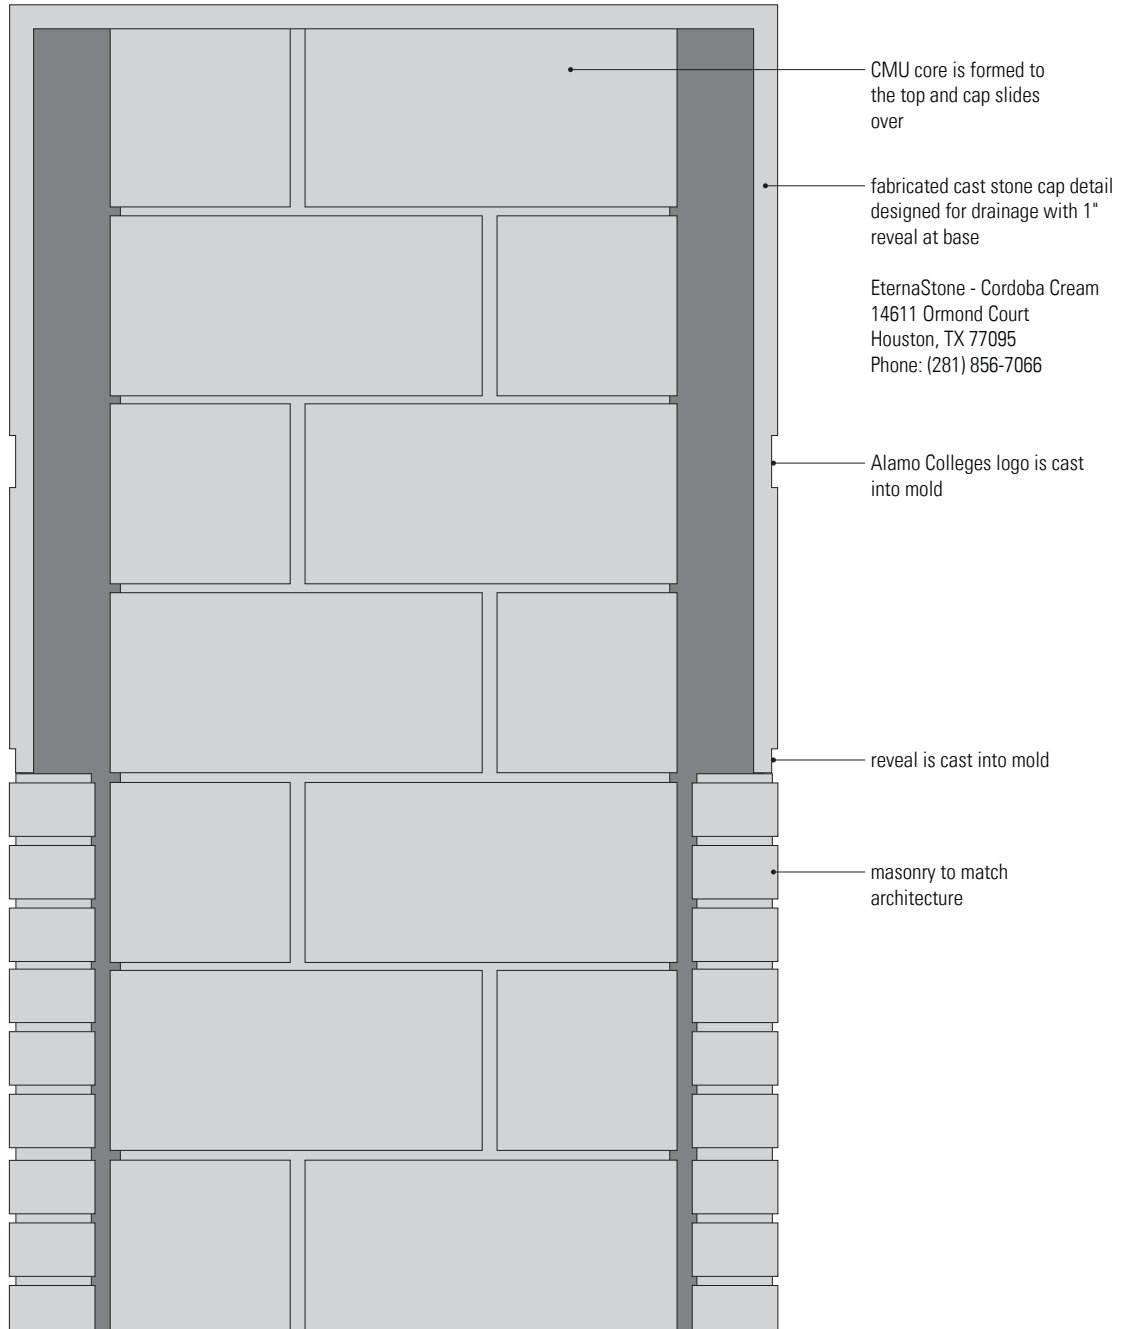 CMU core is formed to
the top and cap slides
over
fabricated cast stone cap detail
designed for drainage with 1"
reveal at base
EternaStone - Cordoba Cream
14611 Ormond Court
Houston, TX 77095
Phone: (281) 856-7066
Alamo Colleges logo is cast
into mold
reveal is cast into mold
masonry to match
architecture